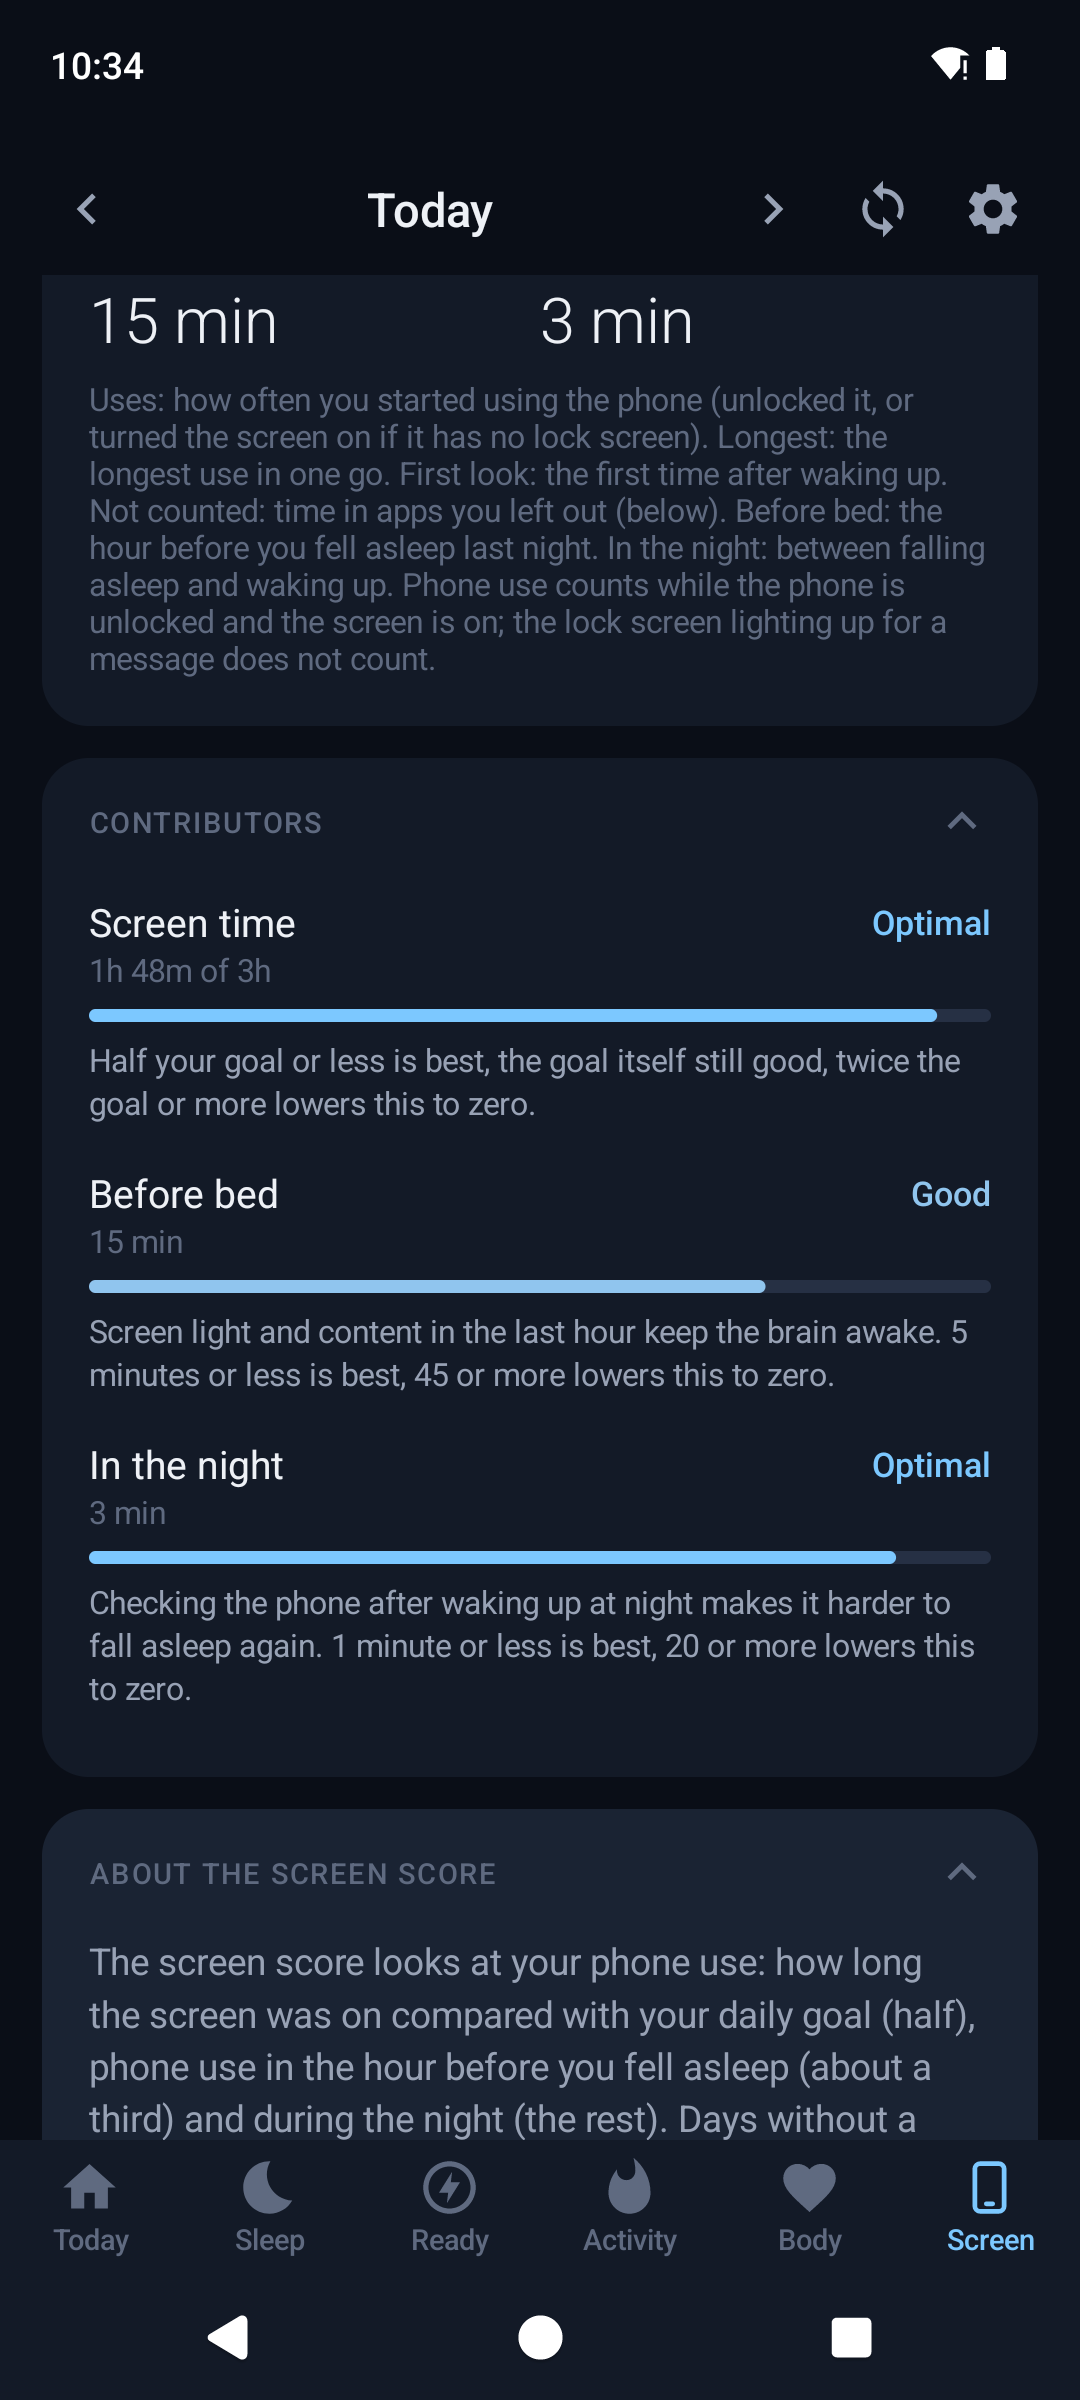 10:34
Today
15 min
3 min
Uses: how often you started using the phone (unlocked it, or
turned the screen on if it has no lock screen). Longest: the
longest use in one go. First look: the first time after waking up.
Not counted: time in apps you left out (below). Before bed: the
hour before you fell asleep last night. In the night: between falling
asleep and waking up. Phone use counts while the phone is
unlocked and the screen is on; the lock screen lighting up for a
message does not count.
CONTRIBUTORS
Screen time
Optimal
1h 48m of 3h
Half your goal or less is best, the goal itself still good, twice the
goal or more lowers this to zero.
Before bed
Good
15 min
Screen light and content in the last hour keep the brain awake. 5
minutes or less is best, 45 or more lowers this to zero.
In the night
Optimal
3 min
Checking the phone after waking up at night makes it harder to
fall asleep again. 1 minute or less is best, 20 or more lowers this
to zero.
ABOUT THE SCREEN SCORE
The screen score looks at your phone use: how long
the screen was on compared with your daily goal (half),
phone use in the hour before you fell asleep (about a
third) and during the night (the rest). Days without a
Today
Sleep
Ready
Activity
Body
Screen